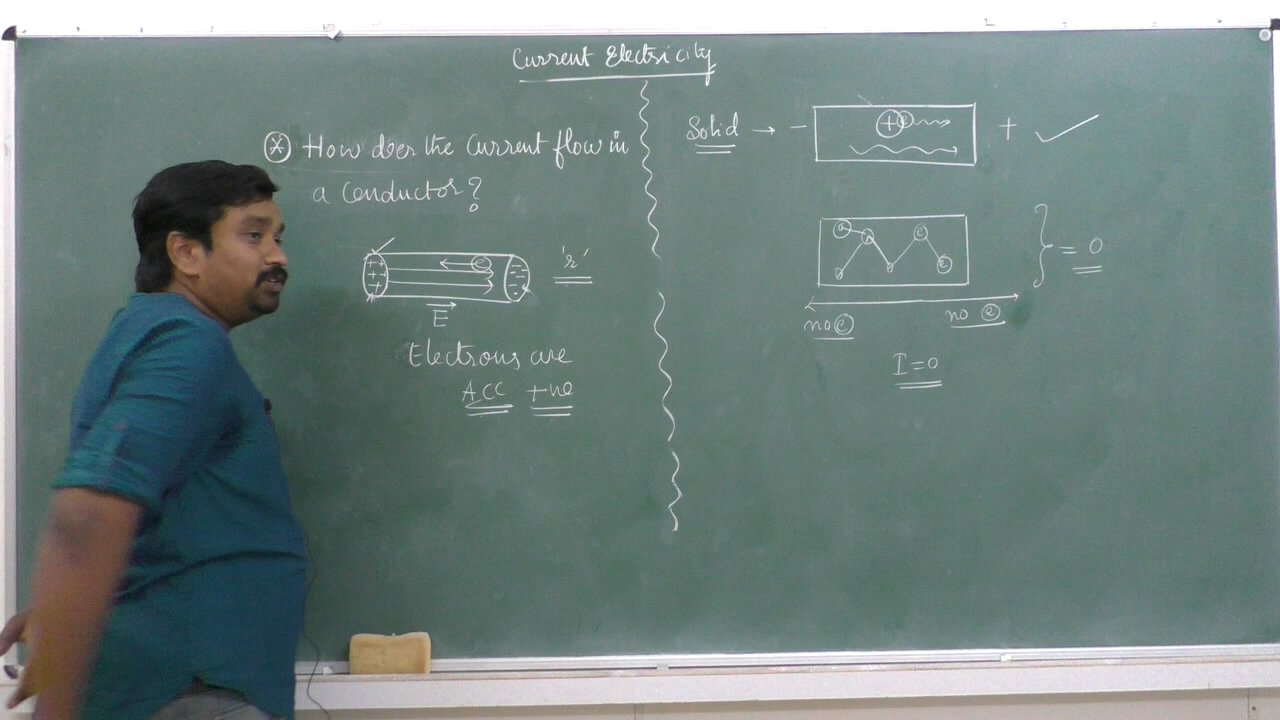 Current Electricity
* How does the current flow in
a conductor?
+ + + + + + e - - - - - 'r'
E
Electrons are
ACC +ve
Solid → - + e + ✓
e e e e } = 0
no e no e
I = 0